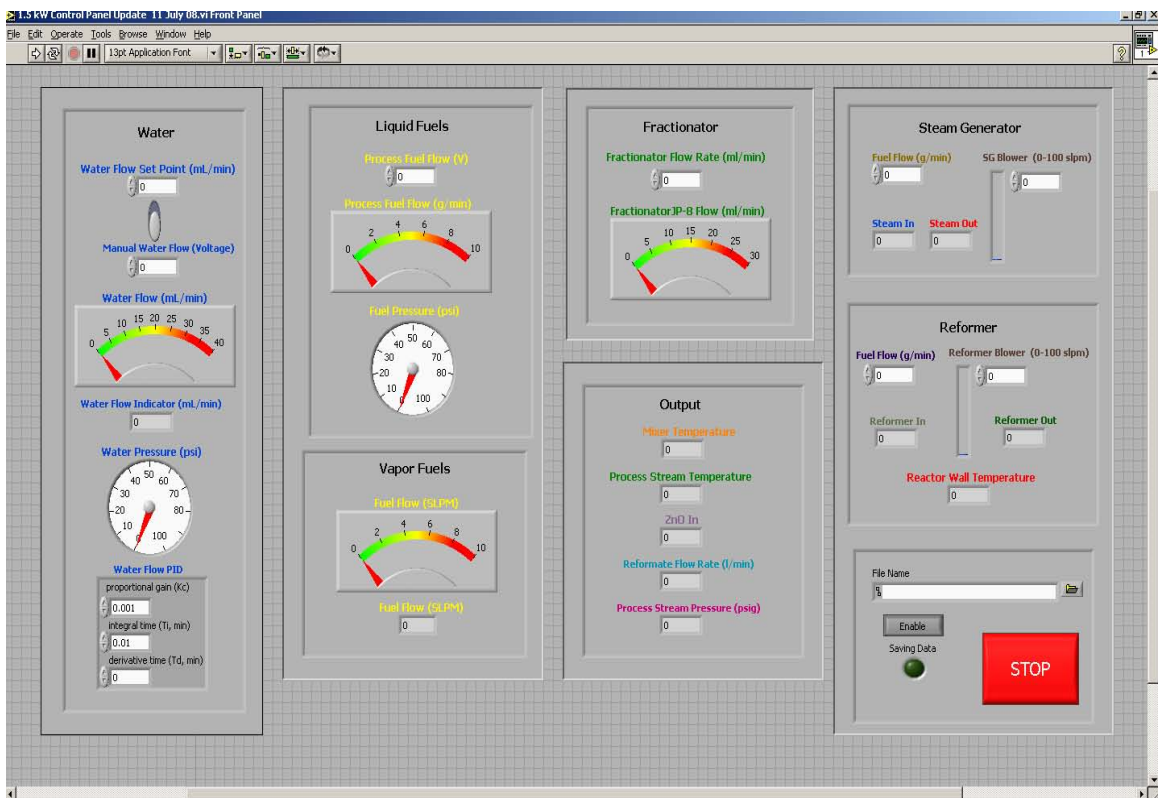 1.5 kW Control Panel Update 11 July 08.vi Front Panel
File Edit Operate Tools Browse Window Help
13pt Application Font
1
Water
Water Flow Set Point (mL/min)
0
Manual Water Flow (Voltage)
0
Water Flow (mL/min)
0 5 10 15 20 25 30 35 40
Water Flow Indicator (mL/min)
0
Water Pressure (psi)
0 10 20 30 40 50 60 70 80 100
Water Flow PID
proportional gain (Kc)
0.001
integral time (Ti, min)
0.01
derivative time (Td, min)
0
Liquid Fuels
Process Fuel Flow (V)
0
Process Fuel Flow (g/min)
0 2 4 6 8 10
Fuel Pressure (psi)
0 10 20 30 40 50 60 70 80 100
Vapor Fuels
Fuel Flow (SLPM)
0 2 4 6 8 10
Fuel Flow (SLPM)
0
Fractionator
Fractionator Flow Rate (ml/min)
0
FractionatorJP-8 Flow (ml/min)
0 5 10 15 20 25 30
Output
Mixer Temperature
0
Process Stream Temperature
0
ZnO In
0
Reformate Flow Rate (l/min)
0
Process Stream Pressure (psig)
0
Steam Generator
Fuel Flow (g/min) SG Blower (0-100 slpm)
0 0
Steam In Steam Out
0 0
Reformer
Fuel Flow (g/min) Reformer Blower (0-100 slpm)
0 0
Reformer In Reformer Out
0 0
Reactor Wall Temperature
0
File Name
Enable
Saving Data
STOP